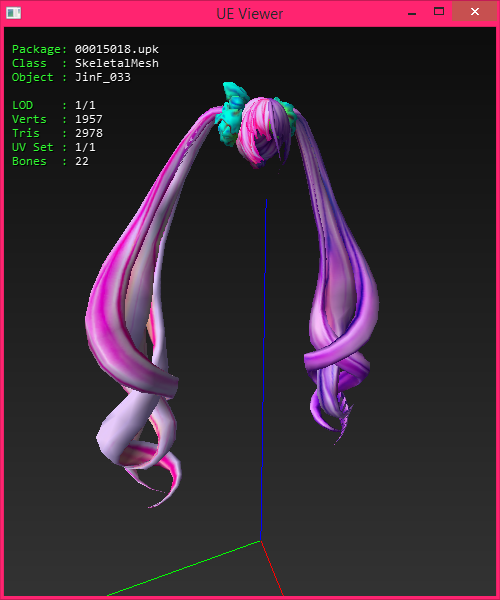 UE Viewer
Package: 00015018.upk
Class : SkeletalMesh
Object : JinF_033
LOD : 1/1
Verts : 1957
Tris : 2978
UV Set : 1/1
Bones : 22